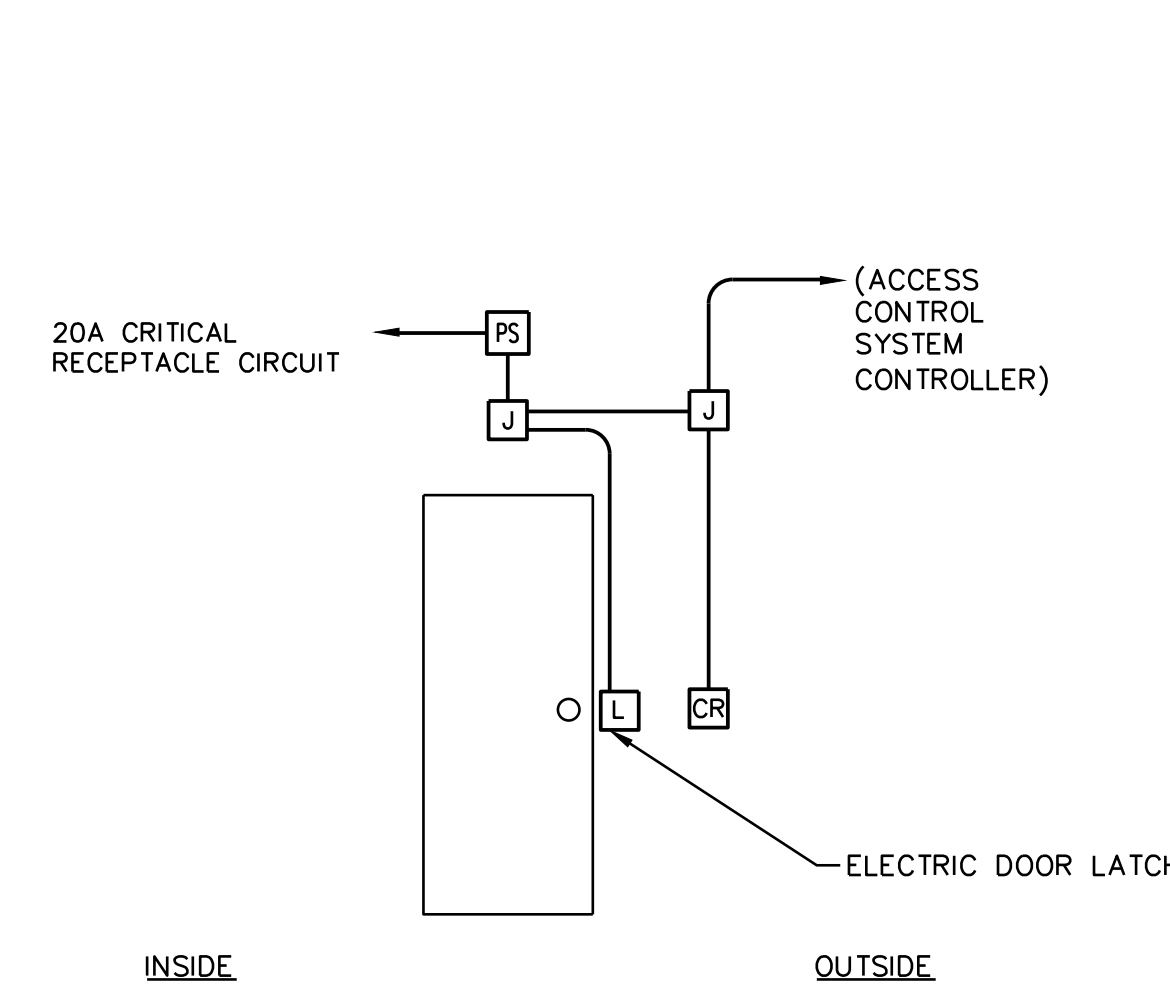 (ACCESS
CONTROL
SYSTEM
CONTROLLER)
20A CRITICAL
RECEPTACLE CIRCUIT
PS
J
J
L
CR
ELECTRIC DOOR LATCH
INSIDE
OUTSIDE